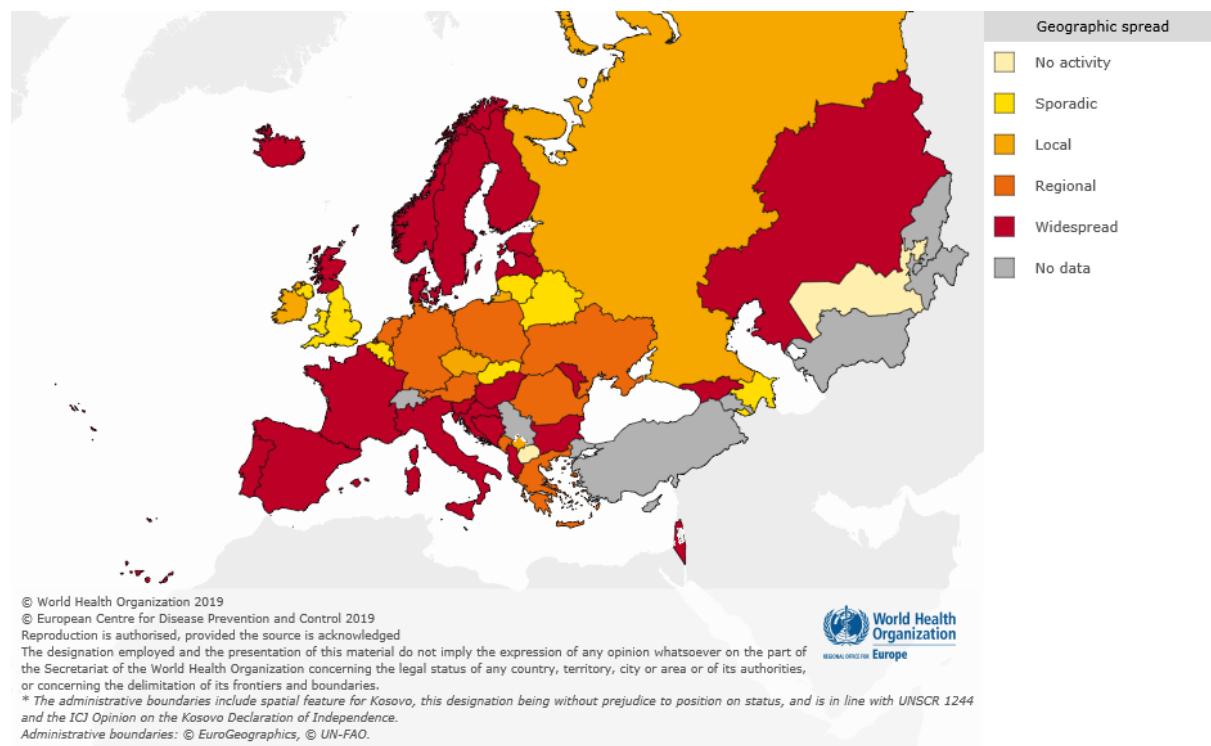 Geographic spread
No activity
Sporadic
Local
Regional
Widespread
No data
© World Health Organization 2019
© European Centre for Disease Prevention and Control 2019
Reproduction is authorised, provided the source is acknowledged
The designation employed and the presentation of this material do not imply the expression of any opinion whatsoever on the part of
the Secretariat of the World Health Organization concerning the legal status of any country, territory, city or area or of its authorities,
or concerning the delimitation of its frontiers and boundaries.
* The administrative boundaries include spatial feature for Kosovo, this designation being without prejudice to position on status, and is in line with UNSCR 1244
and the ICJ Opinion on the Kosovo Declaration of Independence.
Administrative boundaries: © EuroGeographics, © UN-FAO.
World Health
Organization
REGIONAL OFFICE FOR Europe